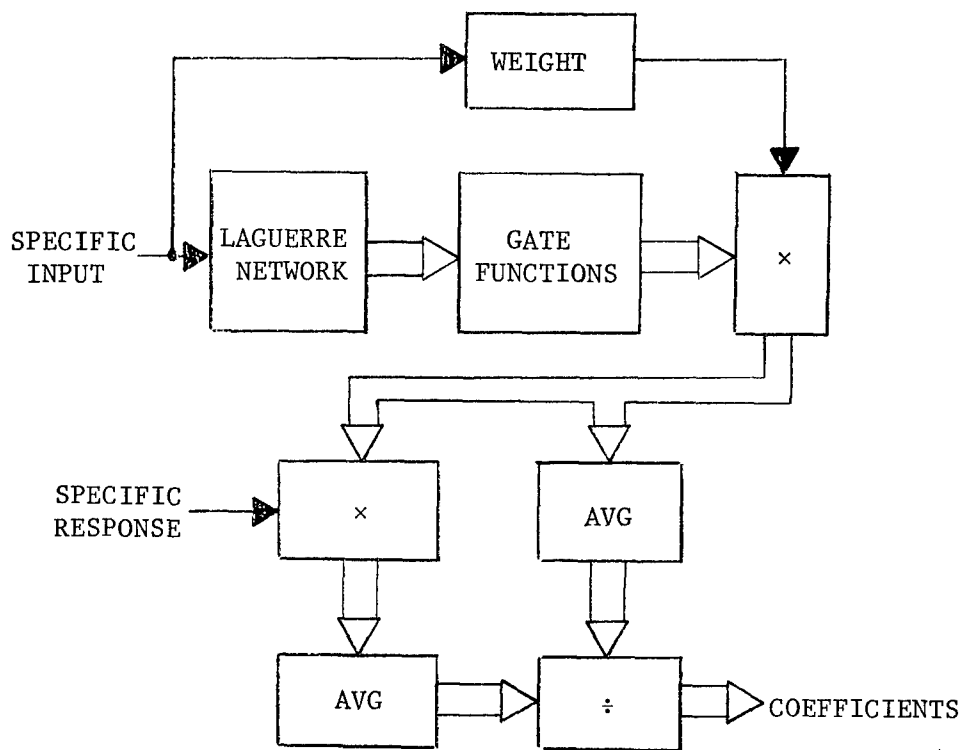 WEIGHT
SPECIFIC
INPUT
LAGUERRE
NETWORK
GATE
FUNCTIONS
×
SPECIFIC
RESPONSE
×
AVG
AVG
÷
COEFFICIENTS